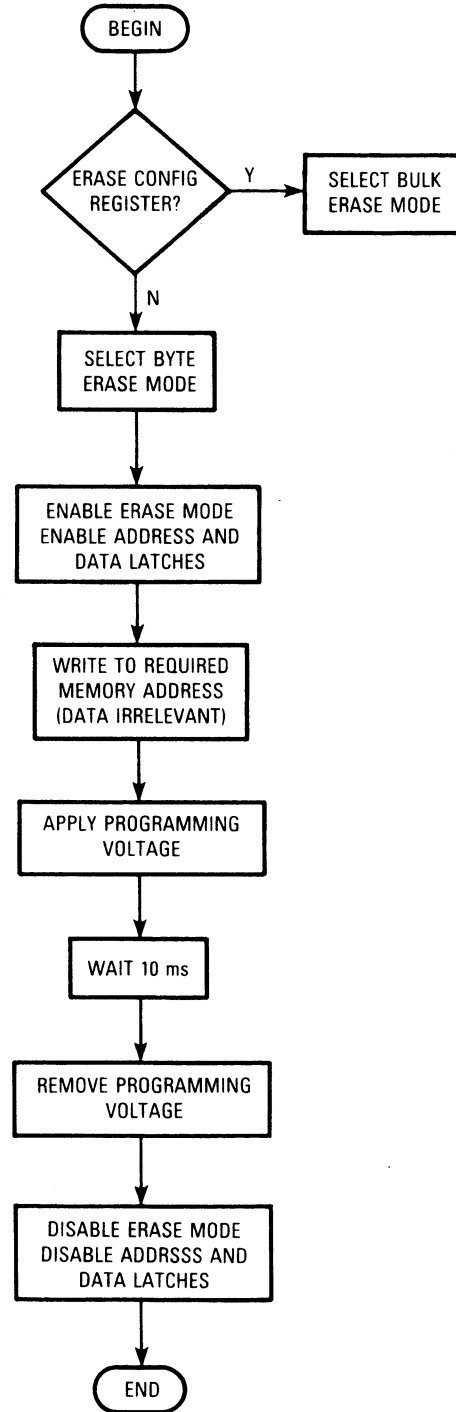 BEGIN
ERASE CONFIG
REGISTER?
Y
SELECT BULK
ERASE MODE
N
SELECT BYTE
ERASE MODE
ENABLE ERASE MODE
ENABLE ADDRESS AND
DATA LATCHES
WRITE TO REQUIRED
MEMORY ADDRESS
(DATA IRRELEVANT)
APPLY PROGRAMMING
VOLTAGE
WAIT 10 ms
REMOVE PROGRAMMING
VOLTAGE
DISABLE ERASE MODE
DISABLE ADDRSSS AND
DATA LATCHES
END